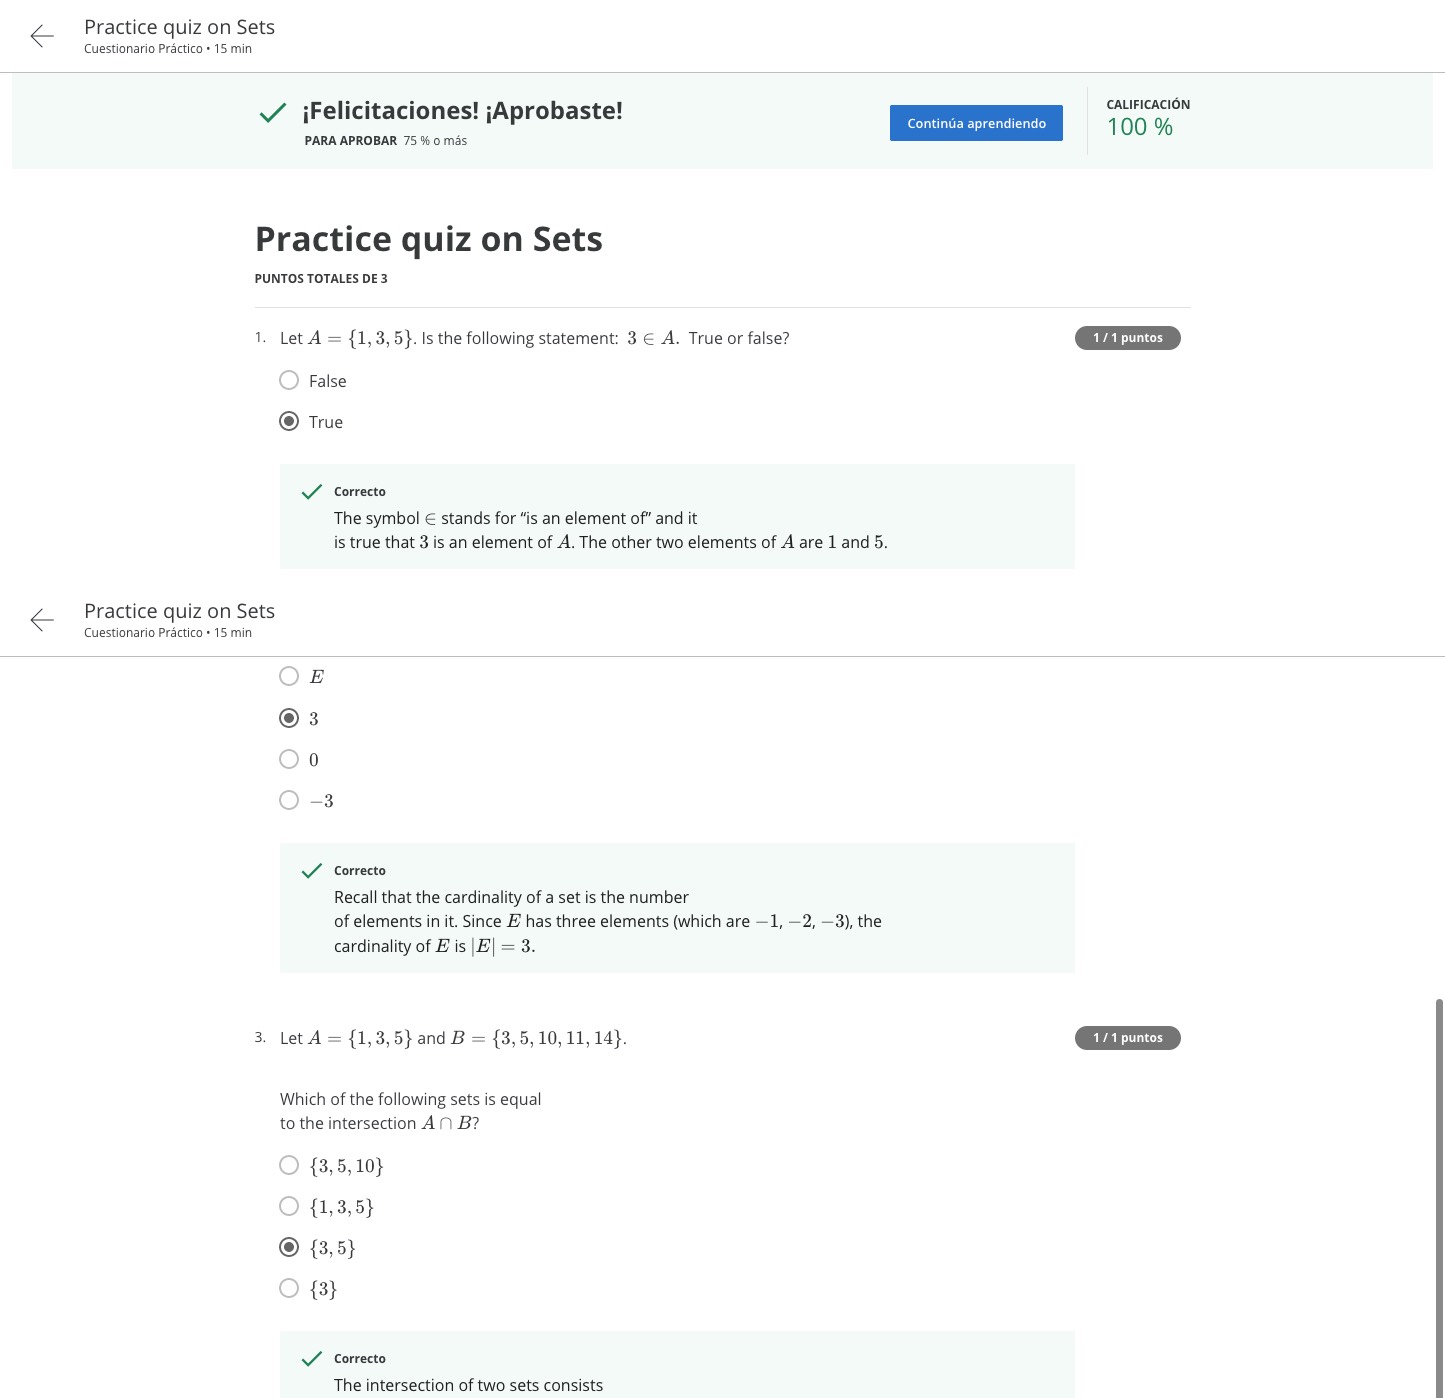 Practice quiz on Sets
Cuestionario Práctico • 15 min
¡Felicitaciones! ¡Aprobaste!
PARA APROBAR 75 % o más
Continúa aprendiendo
CALIFICACIÓN
100 %
Practice quiz on Sets
PUNTOS TOTALES DE 3
1. Let A = {1, 3, 5}. Is the following statement: 3 ∈ A. True or false?
1 / 1 puntos
False
True
Correcto
The symbol ∈ stands for “is an element of” and it
is true that 3 is an element of A. The other two elements of A are 1 and 5.
Practice quiz on Sets
Cuestionario Práctico • 15 min
E
3
0
−3
Correcto
Recall that the cardinality of a set is the number
of elements in it. Since E has three elements (which are −1, −2, −3), the
cardinality of E is |E| = 3.
3. Let A = {1, 3, 5} and B = {3, 5, 10, 11, 14}.
1 / 1 puntos
Which of the following sets is equal
to the intersection A ∩ B?
{3, 5, 10}
{1, 3, 5}
{3, 5}
{3}
Correcto
The intersection of two sets consists